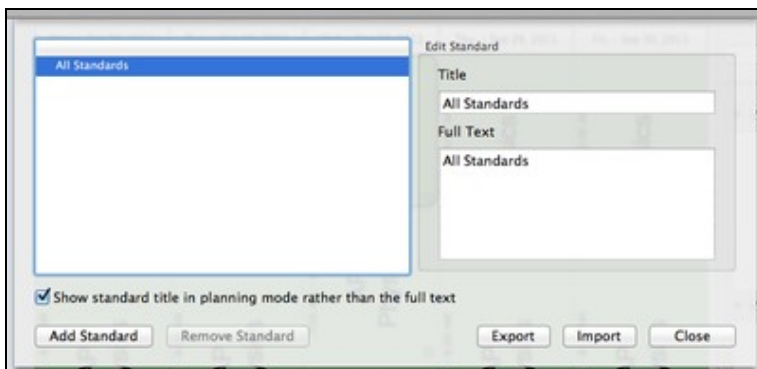 Edit Standard
All Standards
Title
All Standards
Full Text
All Standards
Show standard title in planning mode rather than the full text
Add Standard
Remove Standard
Export
Import
Close